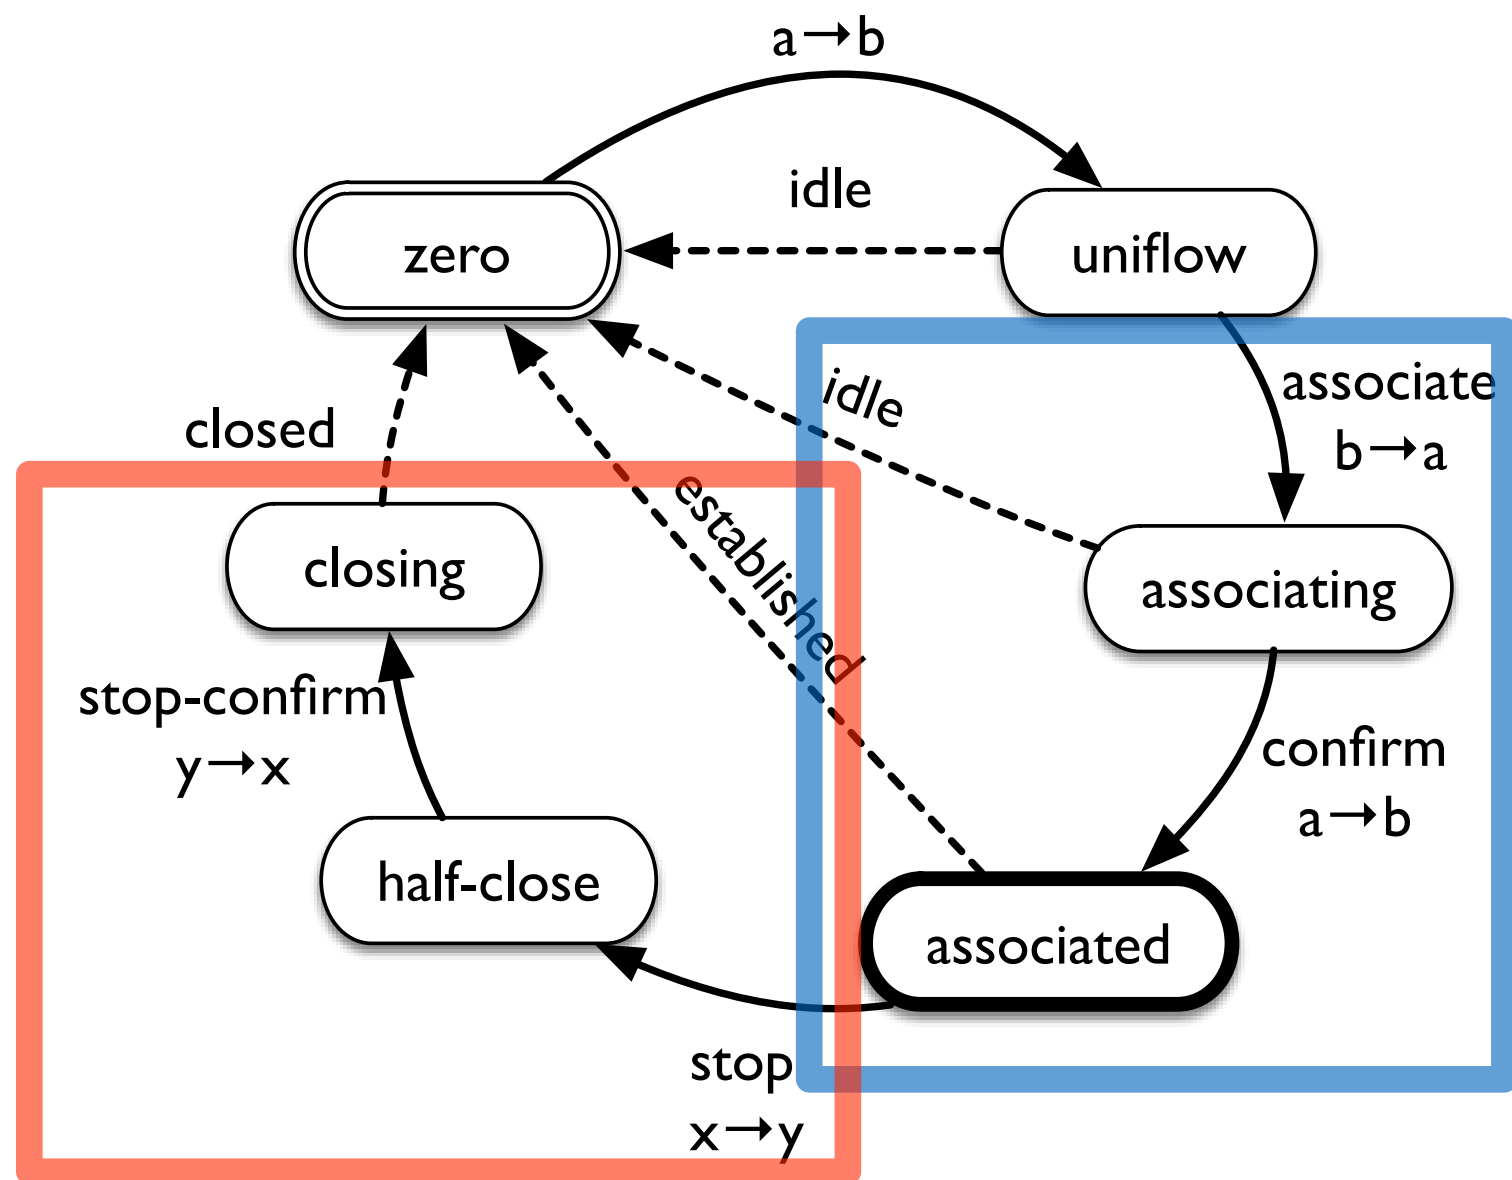 a→b
idle
zero
uniflow
idle
associate
b→a
closed
established
closing
associating
stop-confirm
y→x
confirm
a→b
half-close
associated
stop
x→y